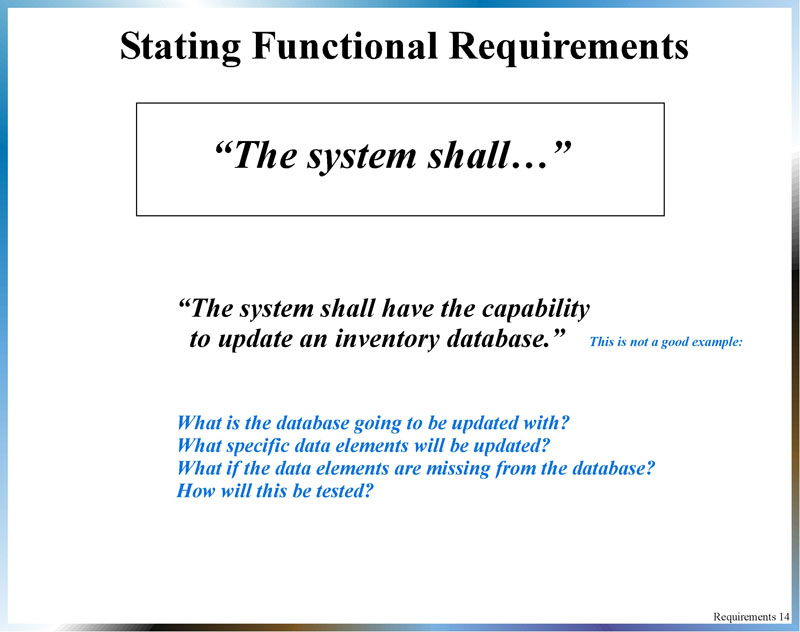 Stating Functional Requirements
“The system shall…”
“The system shall have the capability
to update an inventory database.” This is not a good example:
What is the database going to be updated with?
What specific data elements will be updated?
What if the data elements are missing from the database?
How will this be tested?
Requirements 14